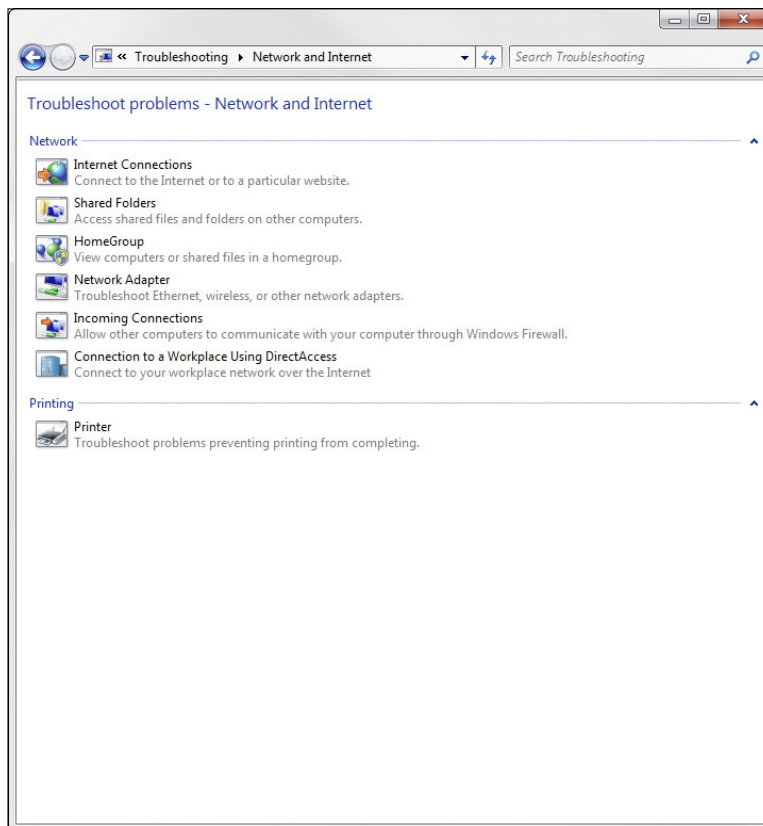 « Troubleshooting ▸ Network and Internet
Search Troubleshooting
Troubleshoot problems - Network and Internet
Network
Internet Connections
Connect to the Internet or to a particular website.
Shared Folders
Access shared files and folders on other computers.
HomeGroup
View computers or shared files in a homegroup.
Network Adapter
Troubleshoot Ethernet, wireless, or other network adapters.
Incoming Connections
Allow other computers to communicate with your computer through Windows Firewall.
Connection to a Workplace Using DirectAccess
Connect to your workplace network over the Internet
Printing
Printer
Troubleshoot problems preventing printing from completing.